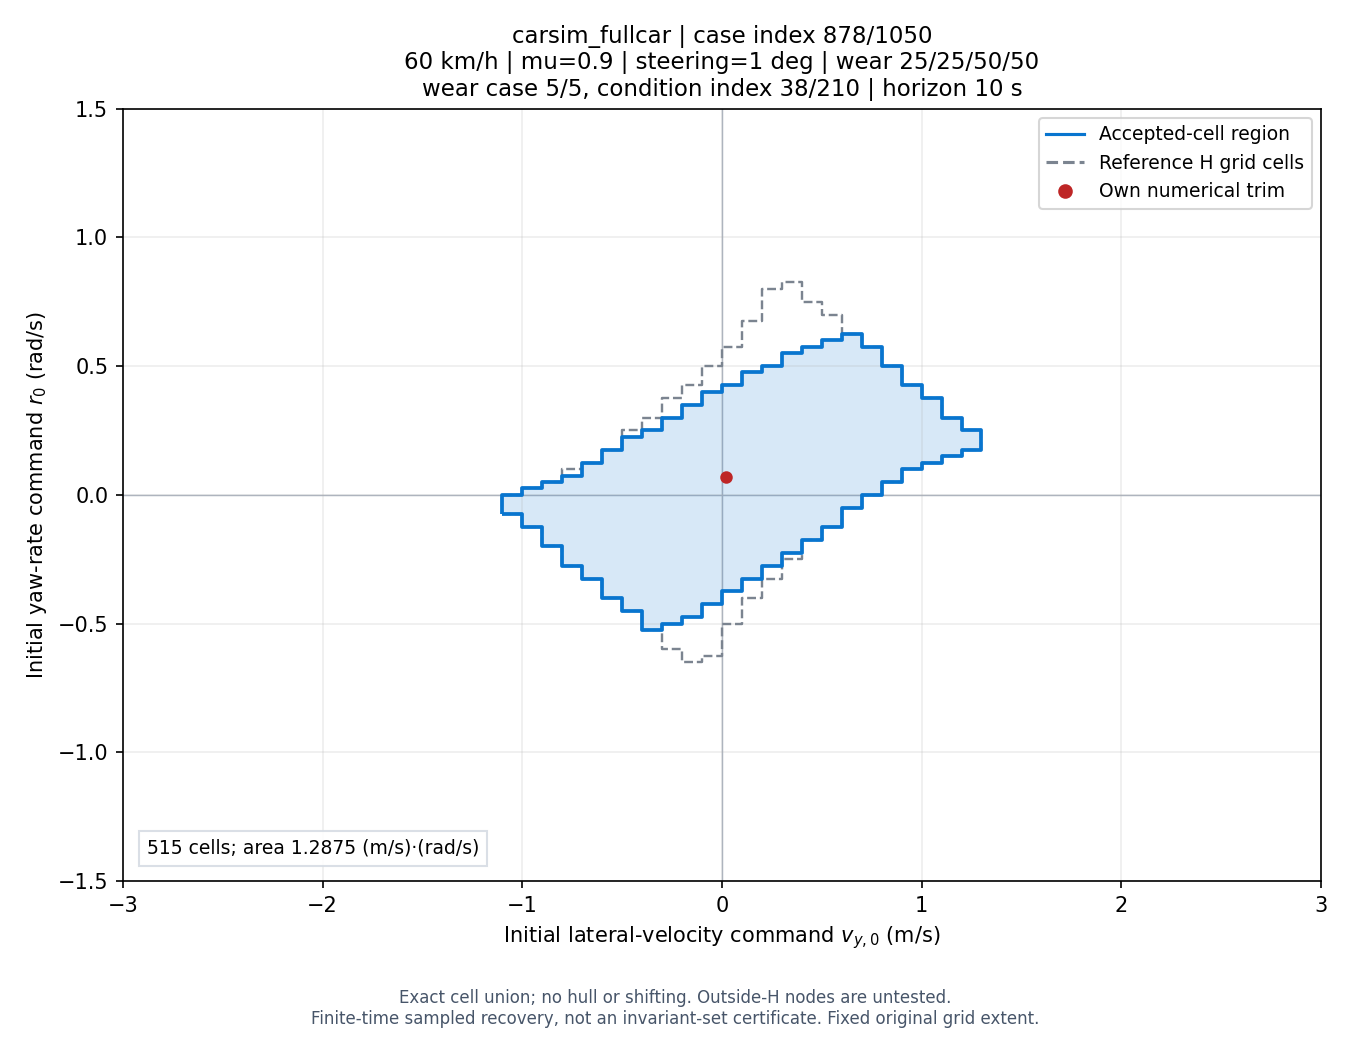 carsim_fullcar | case index 878/1050
60 km/h | mu=0.9 | steering=1 deg | wear 25/25/50/50
wear case 5/5, condition index 38/210 | horizon 10 s
Accepted-cell region
Reference H grid cells
Own numerical trim
1.5
1.0
0.5
0.0
−0.5
−1.0
−1.5
Initial yaw-rate command r0 (rad/s)
515 cells; area 1.2875 (m/s)·(rad/s)
−3 −2 −1 0 1 2 3
Initial lateral-velocity command vy,0 (m/s)
Exact cell union; no hull or shifting. Outside-H nodes are untested.
Finite-time sampled recovery, not an invariant-set certificate. Fixed original grid extent.